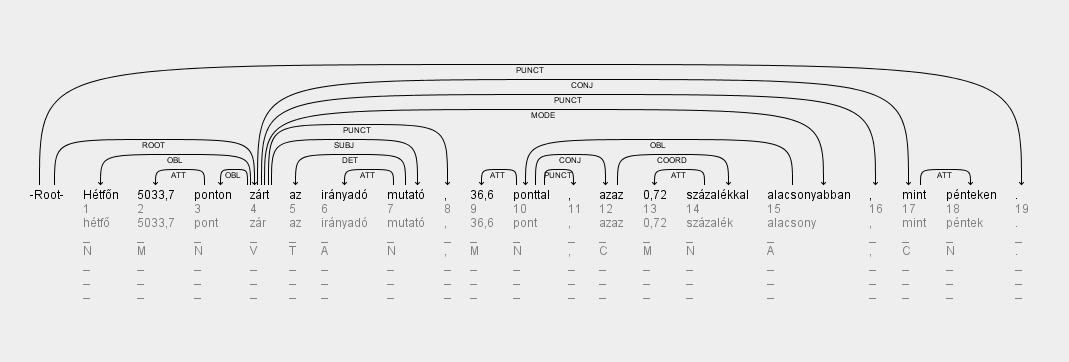 PUNCT
CONJ
PUNCT
MODE
PUNCT
ROOT SUBJ OBL
OBL DET CONJ COORD
ATT OBL ATT ATT PUNCT ATT ATT
-Root- Hétfőn 5033,7 ponton zárt az irányadó mutató , 36,6 ponttal , azaz 0,72 százalékkal alacsonyabban , mint pénteken .
1 2 3 4 5 6 7 8 9 10 11 12 13 14 15 16 17 18 19
hétfő 5033,7 pont zár az irányadó mutató , 36,6 pont , azaz 0,72 százalék alacsony , mint péntek .
_ _ _ _ _ _ _ _ _ _ _ _ _ _ _ _ _ _ _
N M N V T A N , M N , C M N A , C N .
_ _ _ _ _ _ _ _ _ _ _ _ _ _ _ _ _ _ _
_ _ _ _ _ _ _ _ _ _ _ _ _ _ _ _ _ _ _
_ _ _ _ _ _ _ _ _ _ _ _ _ _ _ _ _ _ _